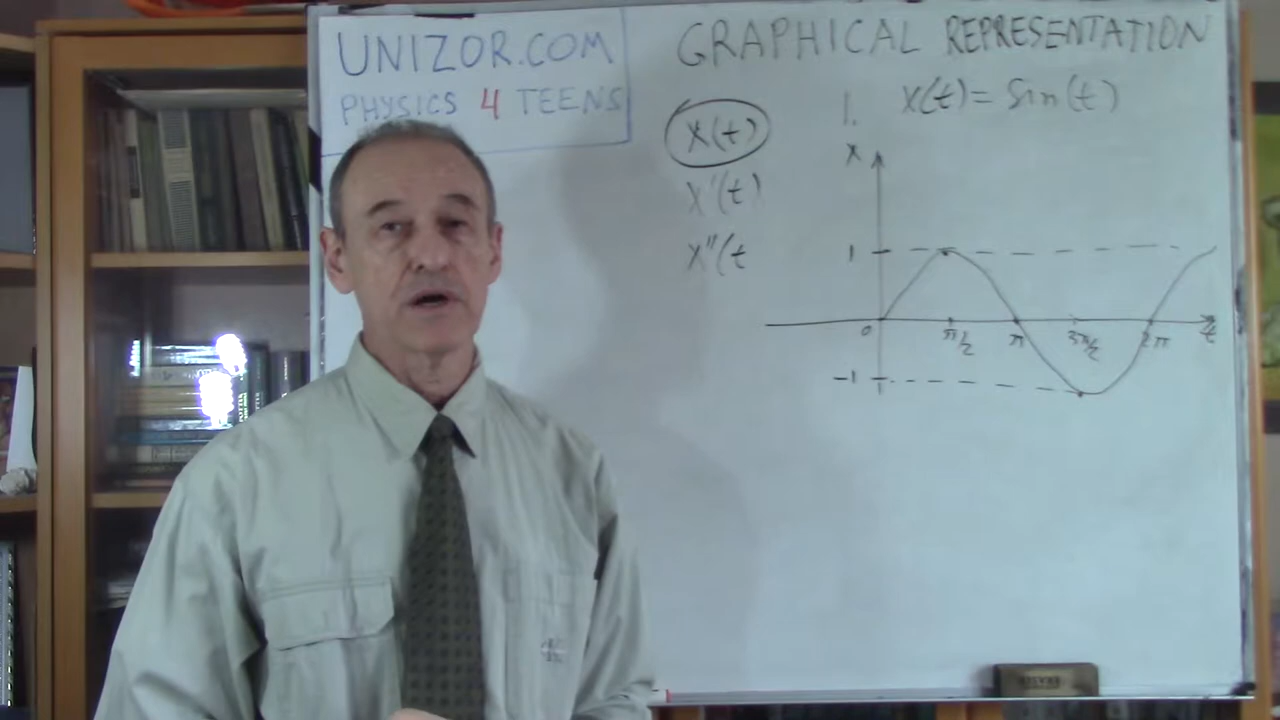 UNIZOR.COM
PHYSICS 4 TEENS
GRAPHICAL REPRESENTATION
x(t)
x'(t)
x"(t
1. x(t) = Sin(t)
x
1
0 π/2 π 3π/2 2π t
-1